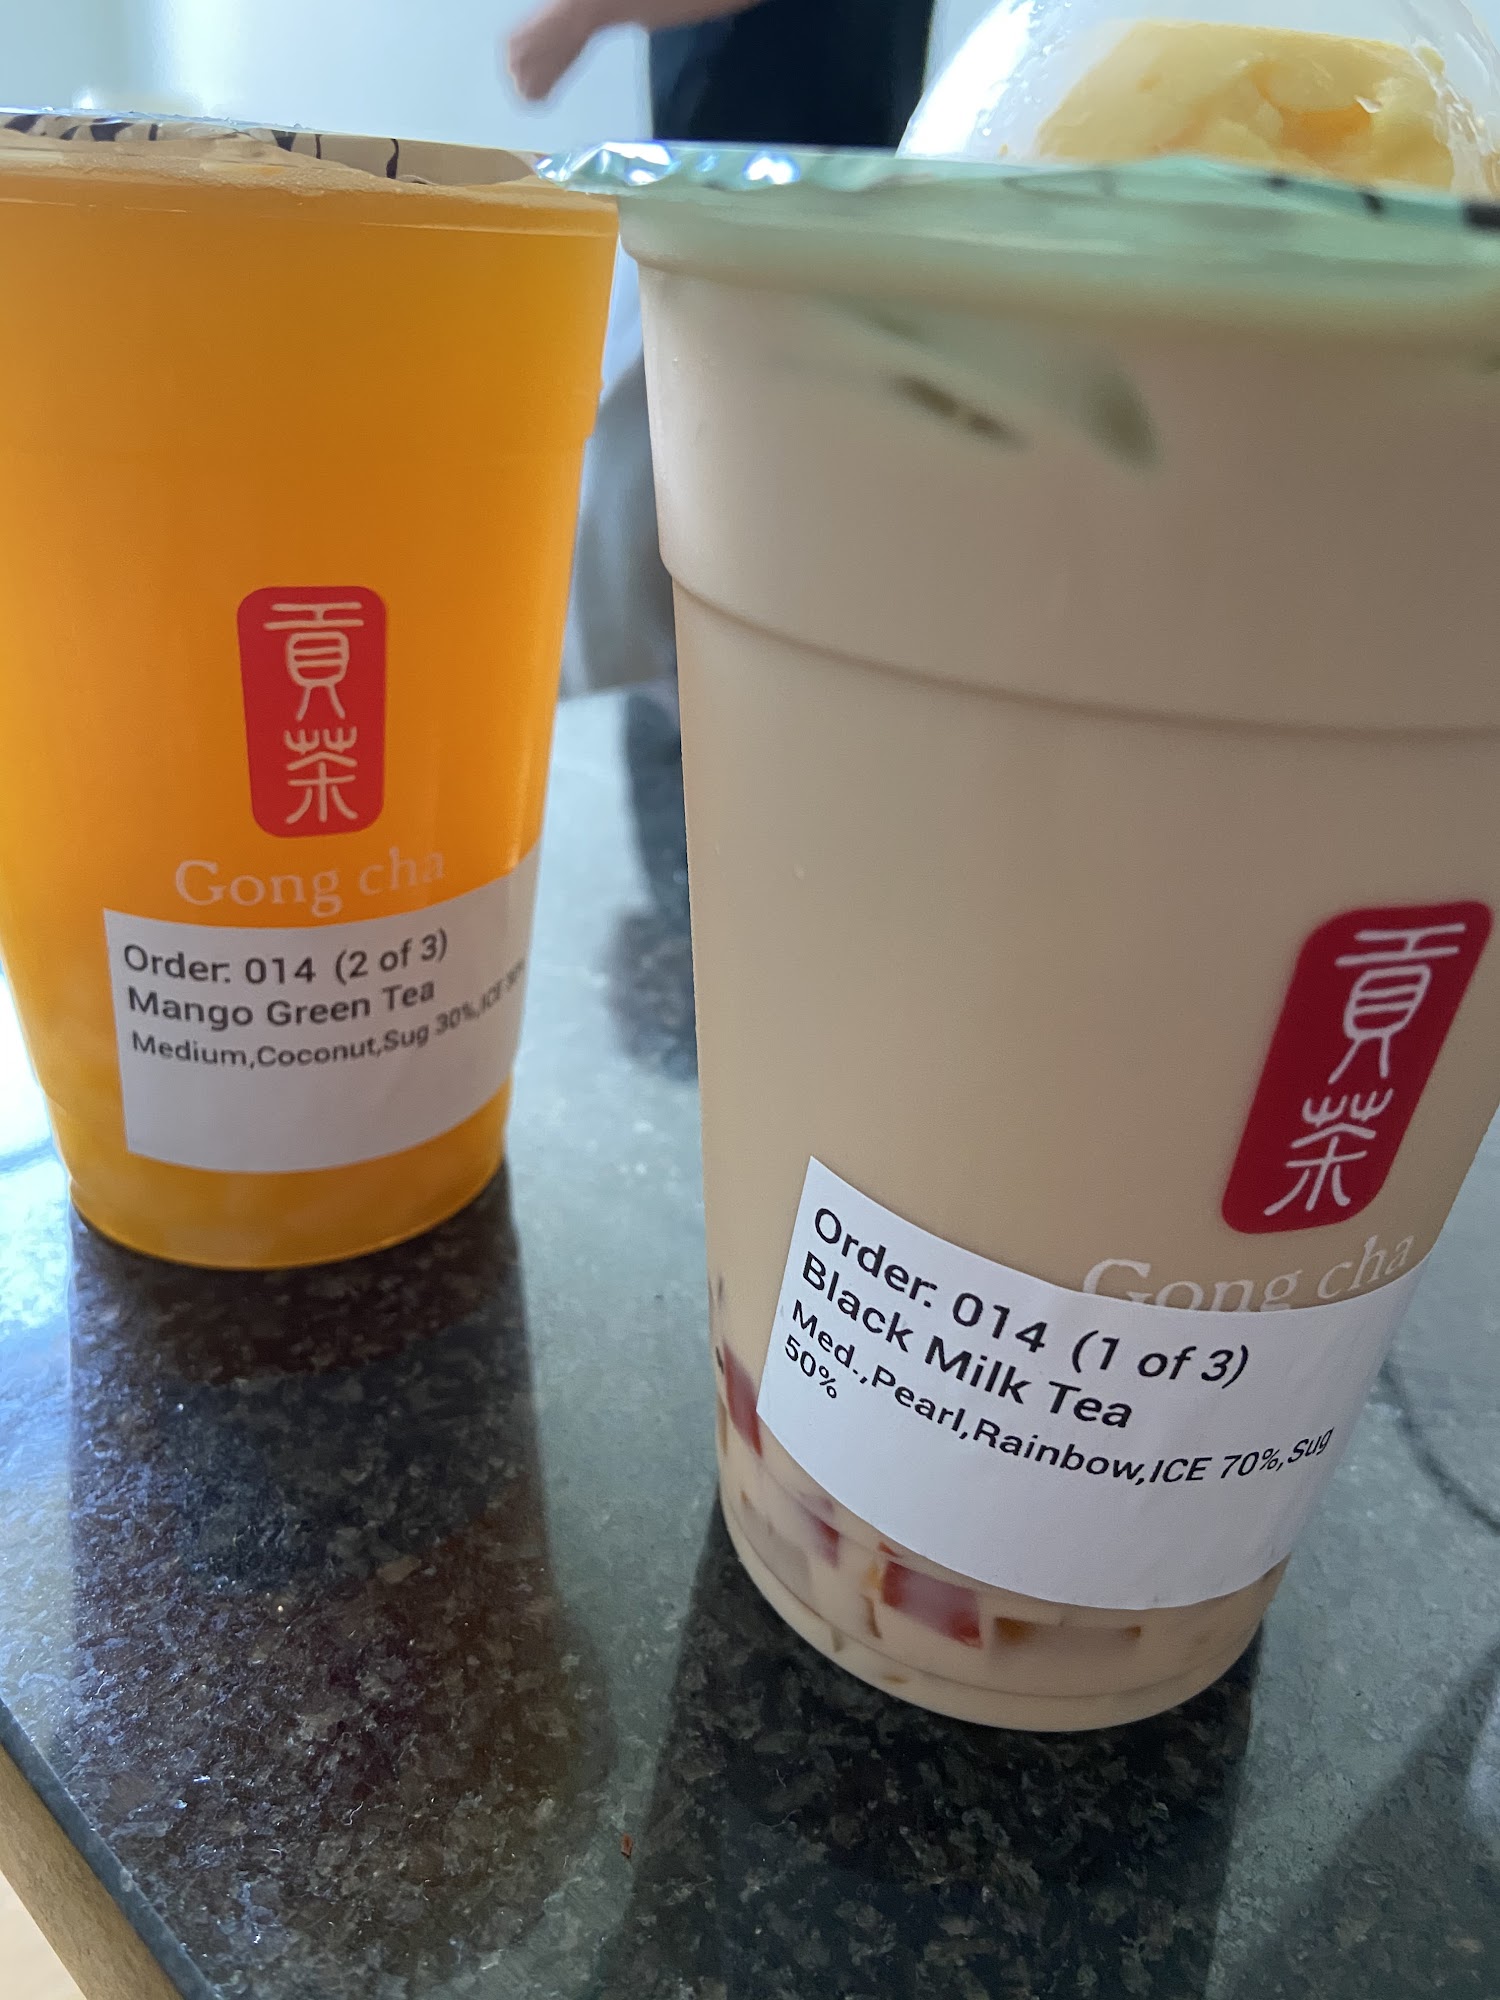 貢
茶
Gong cha
Order: 014 (2 of 3)
Mango Green Tea
Medium,Coconut,Sug 30%,ICE
貢
茶
Gong cha
Order: 014 (1 of 3)
Black Milk Tea
Med.,Pearl,Rainbow,ICE 70%,Sug
50%